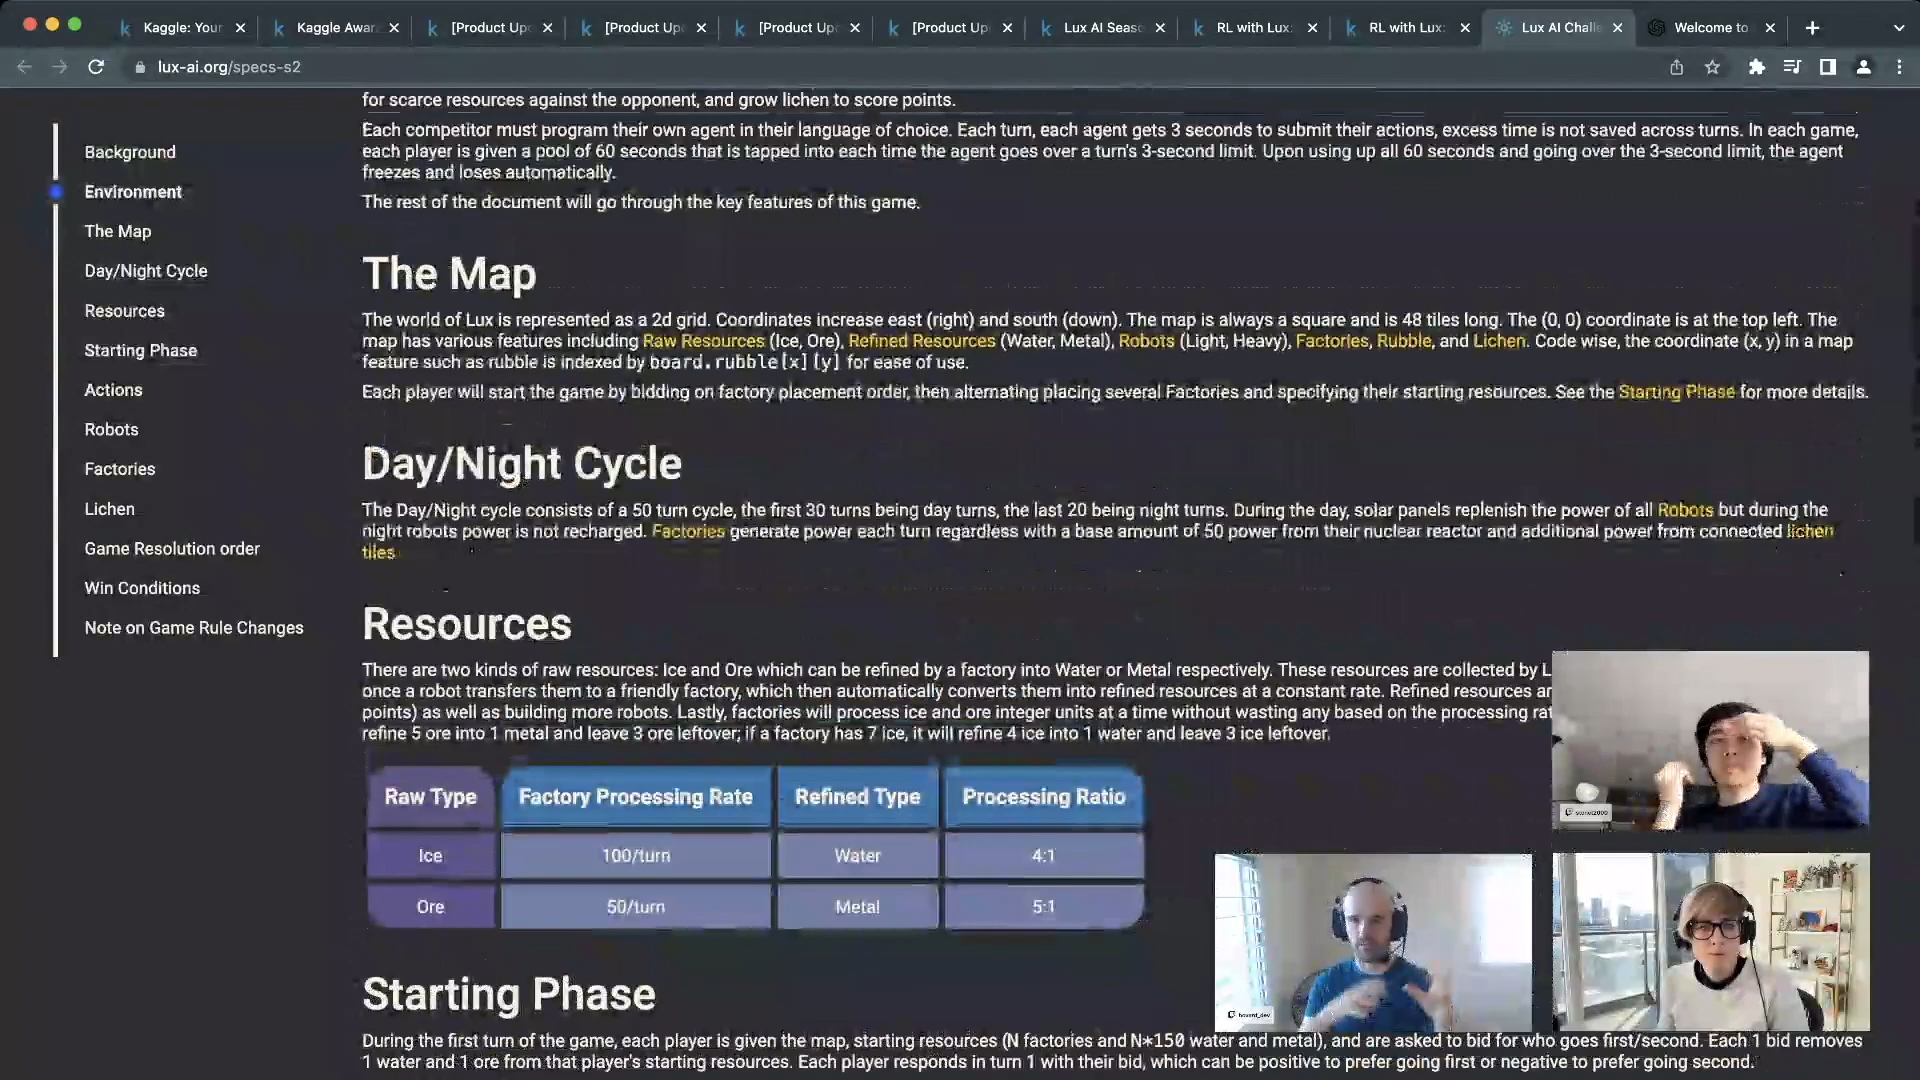 Kaggle: Your
Kaggle Awar
[Product Up
[Product Up
[Product Up
[Product Up
Lux AI Seas
RL with Lux:
RL with Lux:
Lux AI Challe
Welcome to
lux-ai.org/specs-s2
Background
Environment
The Map
Day/Night Cycle
Resources
Starting Phase
Actions
Robots
Factories
Lichen
Game Resolution order
Win Conditions
Note on Game Rule Changes
for scarce resources against the opponent, and grow lichen to score points.
Each competitor must program their own agent in their language of choice. Each turn, each agent gets 3 seconds to submit their actions, excess time is not saved across turns. In each game,
each player is given a pool of 60 seconds that is tapped into each time the agent goes over a turn's 3-second limit. Upon using up all 60 seconds and going over the 3-second limit, the agent
freezes and loses automatically.
The rest of the document will go through the key features of this game.
The Map
The world of Lux is represented as a 2d grid. Coordinates increase east (right) and south (down). The map is always a square and is 48 tiles long. The (0, 0) coordinate is at the top left. The
map has various features including Raw Resources (Ice, Ore), Refined Resources (Water, Metal), Robots (Light, Heavy), Factories, Rubble, and Lichen. Code wise, the coordinate (x, y) in a map
feature such as rubble is indexed by board.rubble[x][y] for ease of use.
Each player will start the game by bidding on factory placement order, then alternating placing several Factories and specifying their starting resources. See the Starting Phase for more details.
Day/Night Cycle
The Day/Night cycle consists of a 50 turn cycle, the first 30 turns being day turns, the last 20 being night turns. During the day, solar panels replenish the power of all Robots but during the
night robots power is not recharged. Factories generate power each turn regardless with a base amount of 50 power from their nuclear reactor and additional power from connected lichen
tiles
Resources
There are two kinds of raw resources: Ice and Ore which can be refined by a factory into Water or Metal respectively. These resources are collected by L
once a robot transfers them to a friendly factory, which then automatically converts them into refined resources at a constant rate. Refined resources ar
points) as well as building more robots. Lastly, factories will process ice and ore integer units at a time without wasting any based on the processing rat
refine 5 ore into 1 metal and leave 3 ore leftover; if a factory has 7 ice, it will refine 4 ice into 1 water and leave 3 ice leftover.
Raw Type Factory Processing Rate Refined Type Processing Ratio
Ice 100/turn Water 4:1
Ore 50/turn Metal 5:1
stonet2000
hovard_dev
Starting Phase
During the first turn of the game, each player is given the map, starting resources (N factories and N*150 water and metal), and are asked to bid for who goes first/second. Each 1 bid removes
1 water and 1 ore from that player's starting resources. Each player responds in turn 1 with their bid, which can be positive to prefer going first or negative to prefer going second.